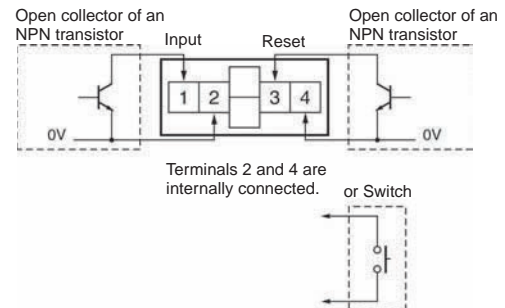 Open collector of an
NPN transistor
Input
Reset
Open collector of an
NPN transistor
1 2 3 4
0V
0V
Terminals 2 and 4 are
internally connected.
or Switch